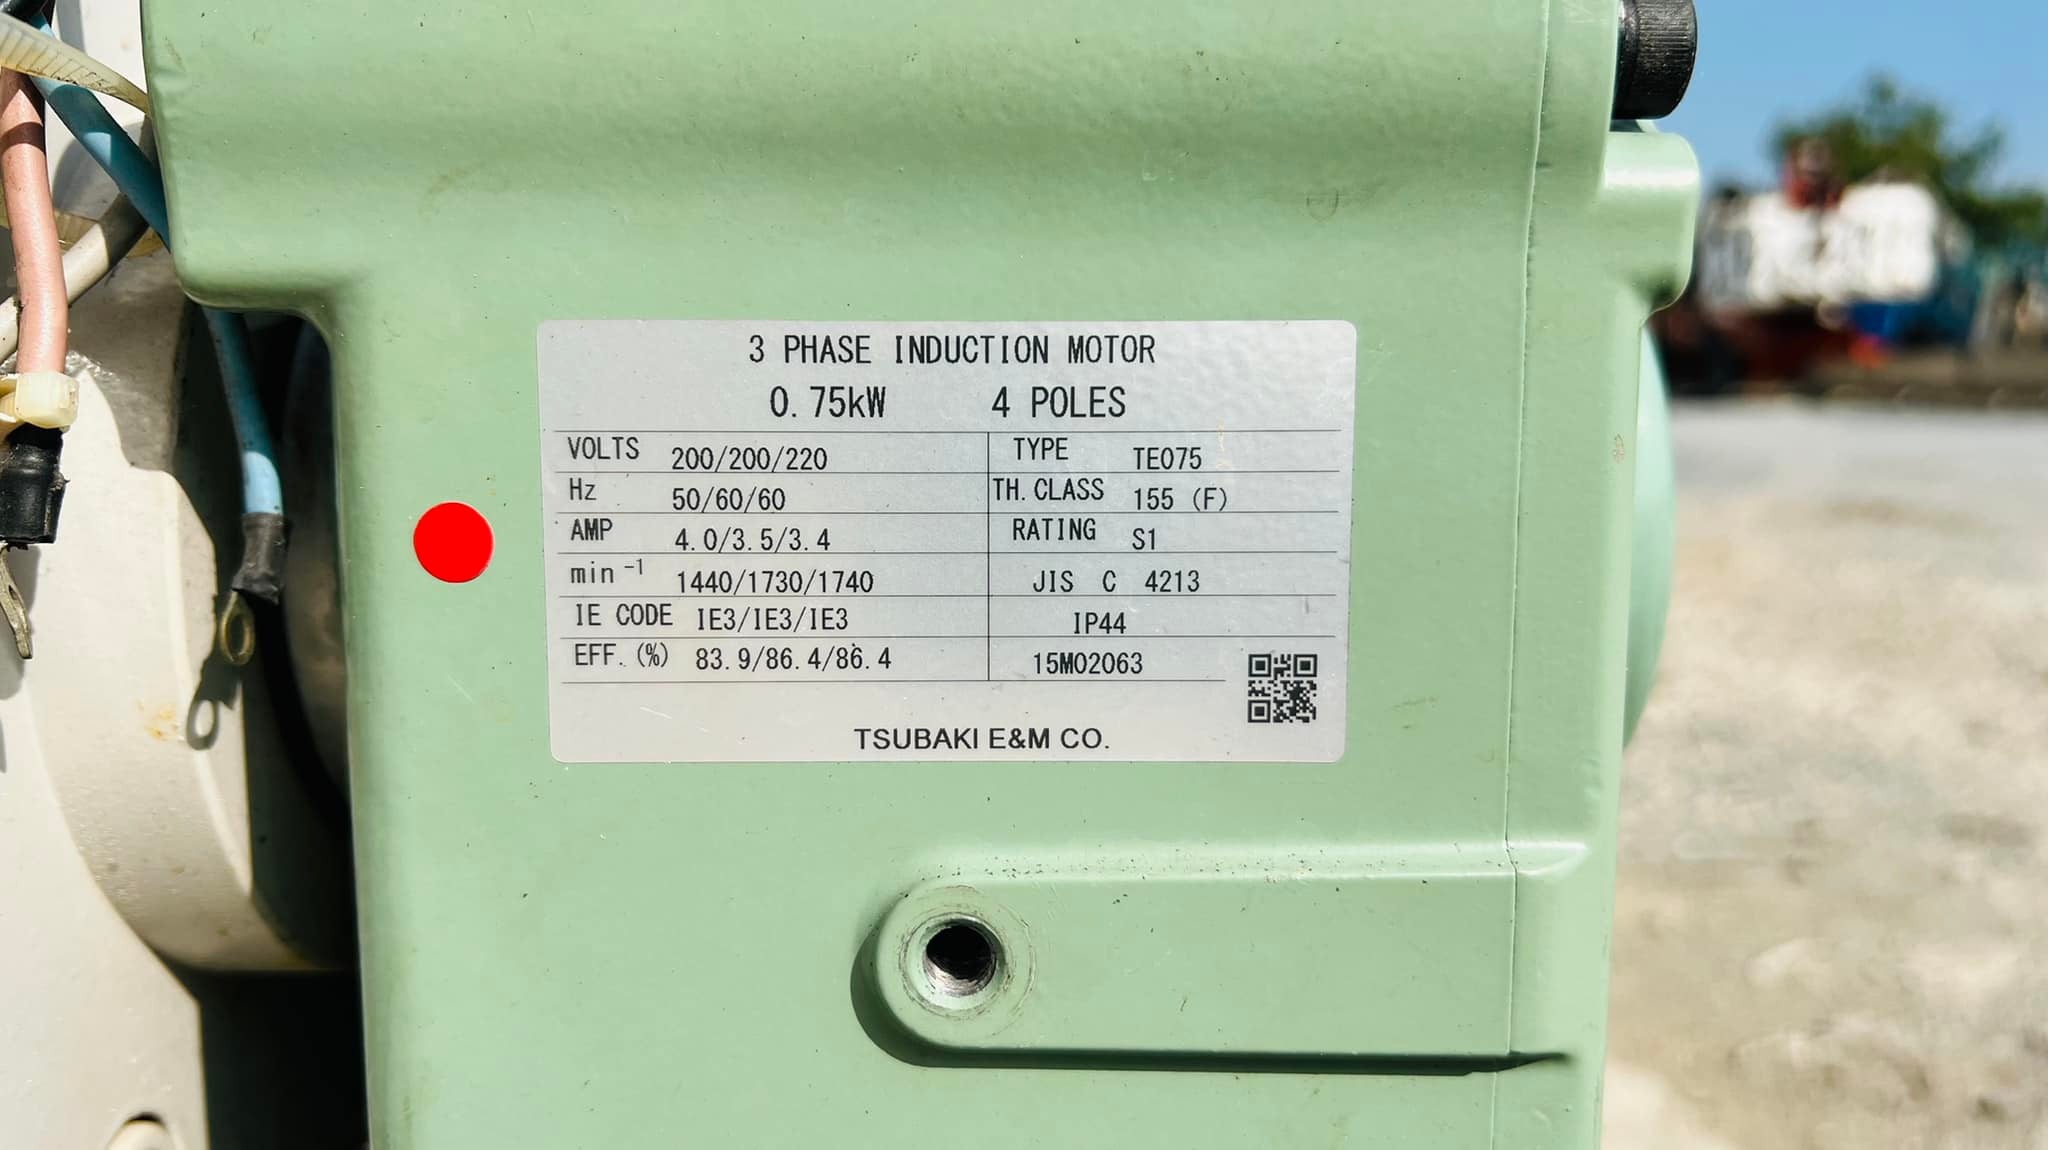 3 PHASE INDUCTION MOTOR
0.75kW 4 POLES
VOLTS 200/200/220 TYPE TE075
Hz 50/60/60 TH.CLASS 155 (F)
AMP 4.0/3.5/3.4 RATING S1
min⁻¹ 1440/1730/1740 JIS C 4213
IE CODE IE3/IE3/IE3 IP44
EFF.(%) 83.9/86.4/86.4 15M02063
TSUBAKI E&M CO.